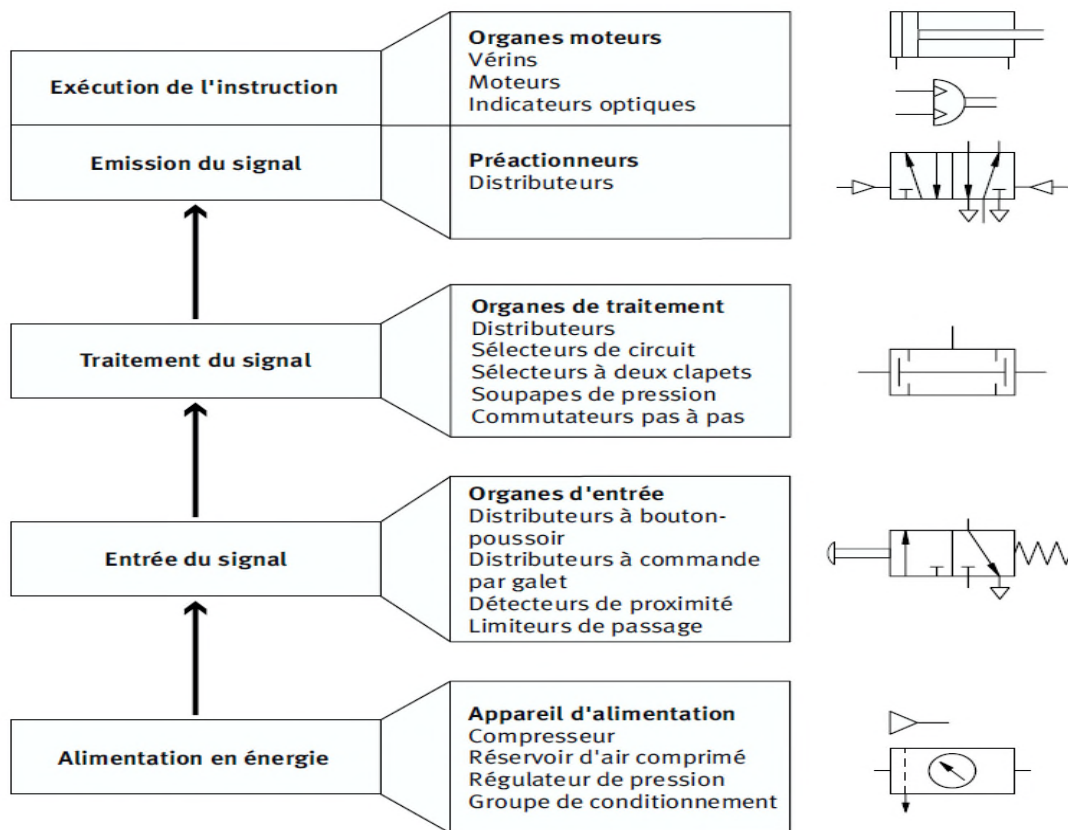 Exécution de l'instruction
Organes moteurs
Vérins
Moteurs
Indicateurs optiques
Emission du signal
Préactionneurs
Distributeurs
Traitement du signal
Organes de traitement
Distributeurs
Sélecteurs de circuit
Sélecteurs à deux clapets
Soupapes de pression
Commutateurs pas à pas
Entrée du signal
Organes d'entrée
Distributeurs à bouton-
poussoir
Distributeurs à commande
par galet
Détecteurs de proximité
Limiteurs de passage
Alimentation en énergie
Appareil d'alimentation
Compresseur
Réservoir d'air comprimé
Régulateur de pression
Groupe de conditionnement